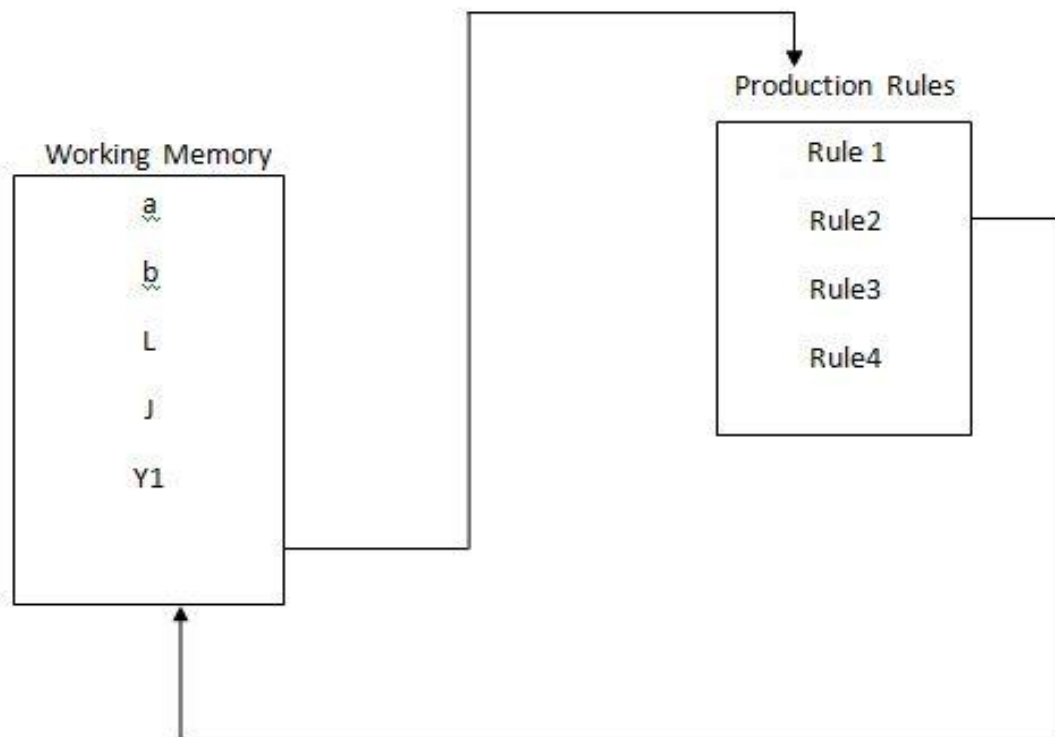 Working Memory
a
b
L
J
Y1
Production Rules
Rule 1
Rule2
Rule3
Rule4